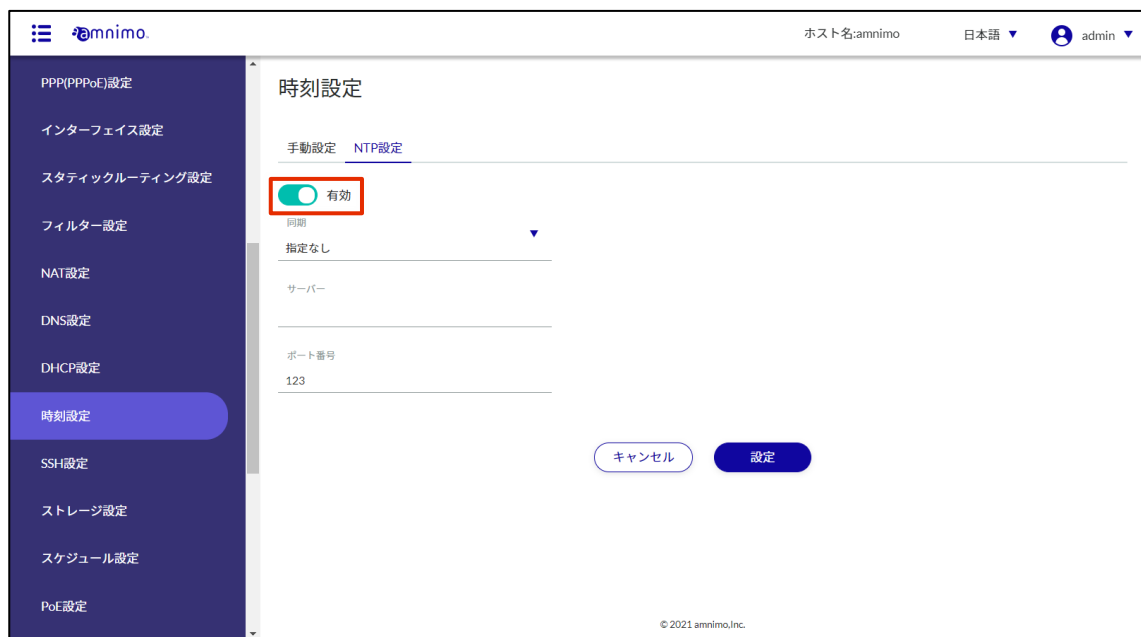 amnimo.
ホスト名:amnimo
日本語
admin
PPP(PPPoE)設定
インターフェイス設定
スタティックルーティング設定
フィルター設定
NAT設定
DNS設定
DHCP設定
時刻設定
SSH設定
ストレージ設定
スケジュール設定
PoE設定
時刻設定
手動設定 NTP設定
有効
同期
指定なし
サーバー
ポート番号
123
キャンセル 設定
© 2021 amnimo,Inc.